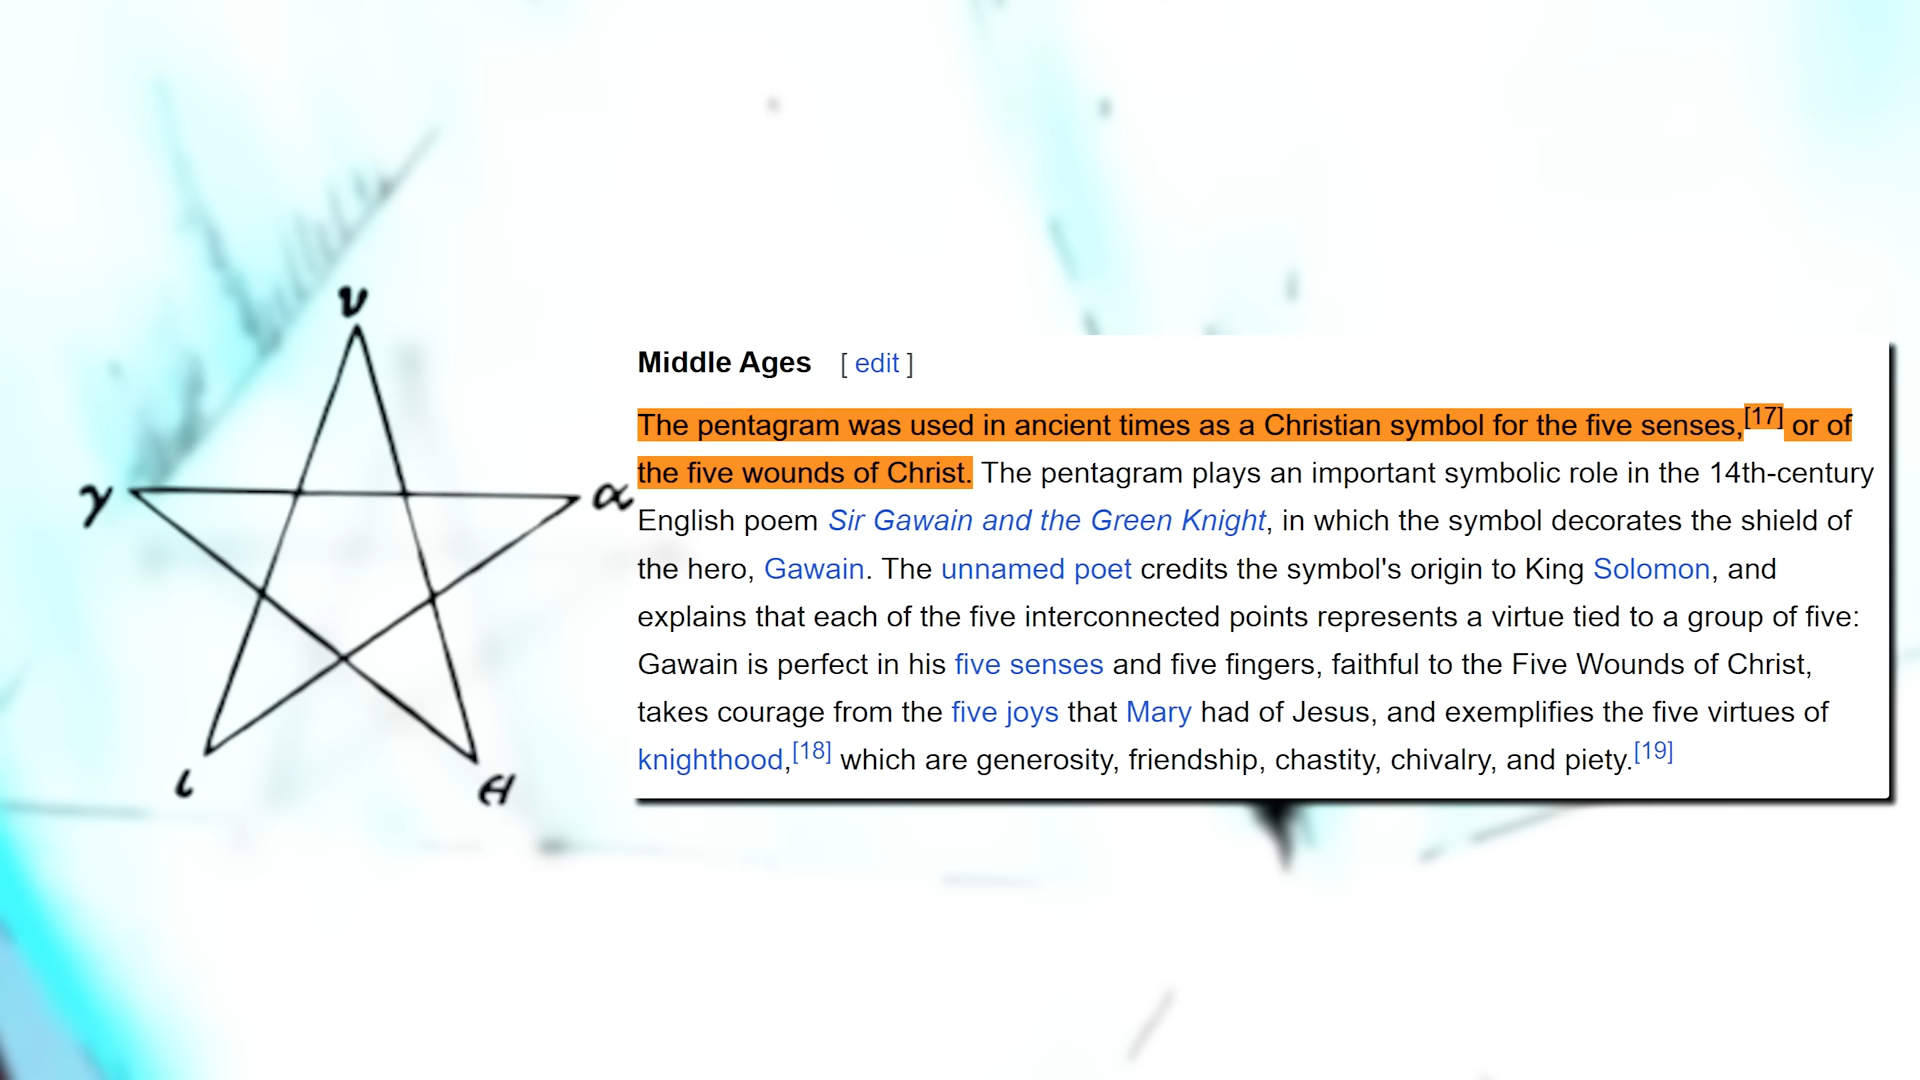 υ
γ
α
ι
Middle Ages [ edit ]
The pentagram was used in ancient times as a Christian symbol for the five senses,[17] or of
the five wounds of Christ. The pentagram plays an important symbolic role in the 14th-century
English poem Sir Gawain and the Green Knight, in which the symbol decorates the shield of
the hero, Gawain. The unnamed poet credits the symbol's origin to King Solomon, and
explains that each of the five interconnected points represents a virtue tied to a group of five:
Gawain is perfect in his five senses and five fingers, faithful to the Five Wounds of Christ,
takes courage from the five joys that Mary had of Jesus, and exemplifies the five virtues of
knighthood,[18] which are generosity, friendship, chastity, chivalry, and piety.[19]